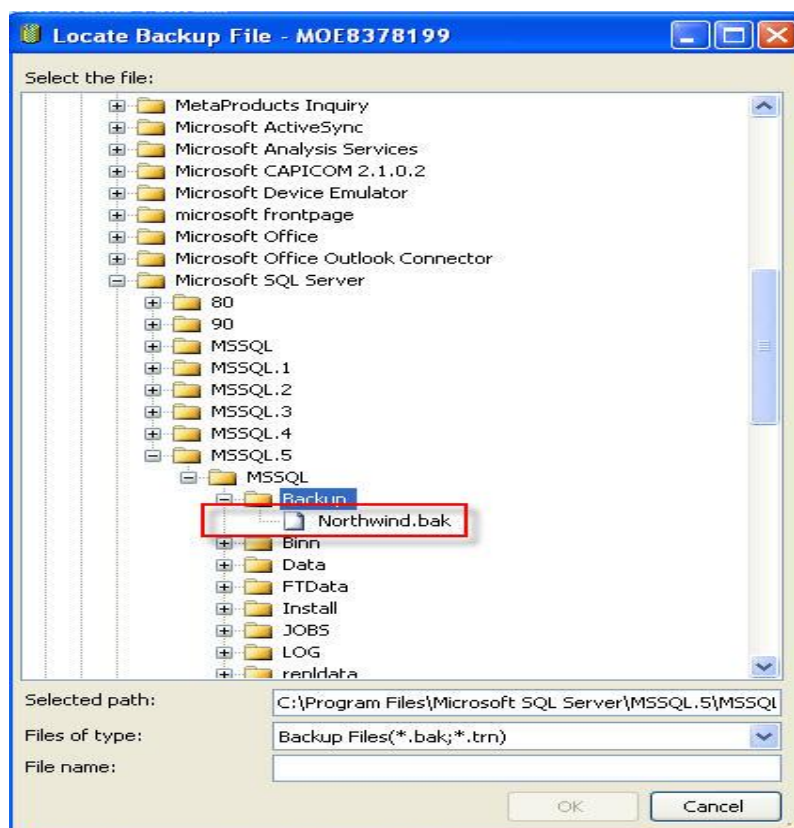 Locate Backup File - MOE8378199
Select the file:
MetaProducts Inquiry
Microsoft ActiveSync
Microsoft Analysis Services
Microsoft CAPICOM 2.1.0.2
Microsoft Device Emulator
microsoft frontpage
Microsoft Office
Microsoft Office Outlook Connector
Microsoft SQL Server
80
90
MSSQL
MSSQL.1
MSSQL.2
MSSQL.3
MSSQL.4
MSSQL.5
MSSQL
Backup
Northwind.bak
Binn
Data
FTData
Install
JOBS
LOG
repldata
Selected path: C:\Program Files\Microsoft SQL Server\MSSQL.5\MSSQL
Files of type: Backup Files(*.bak;*.trn)
File name:
OK Cancel